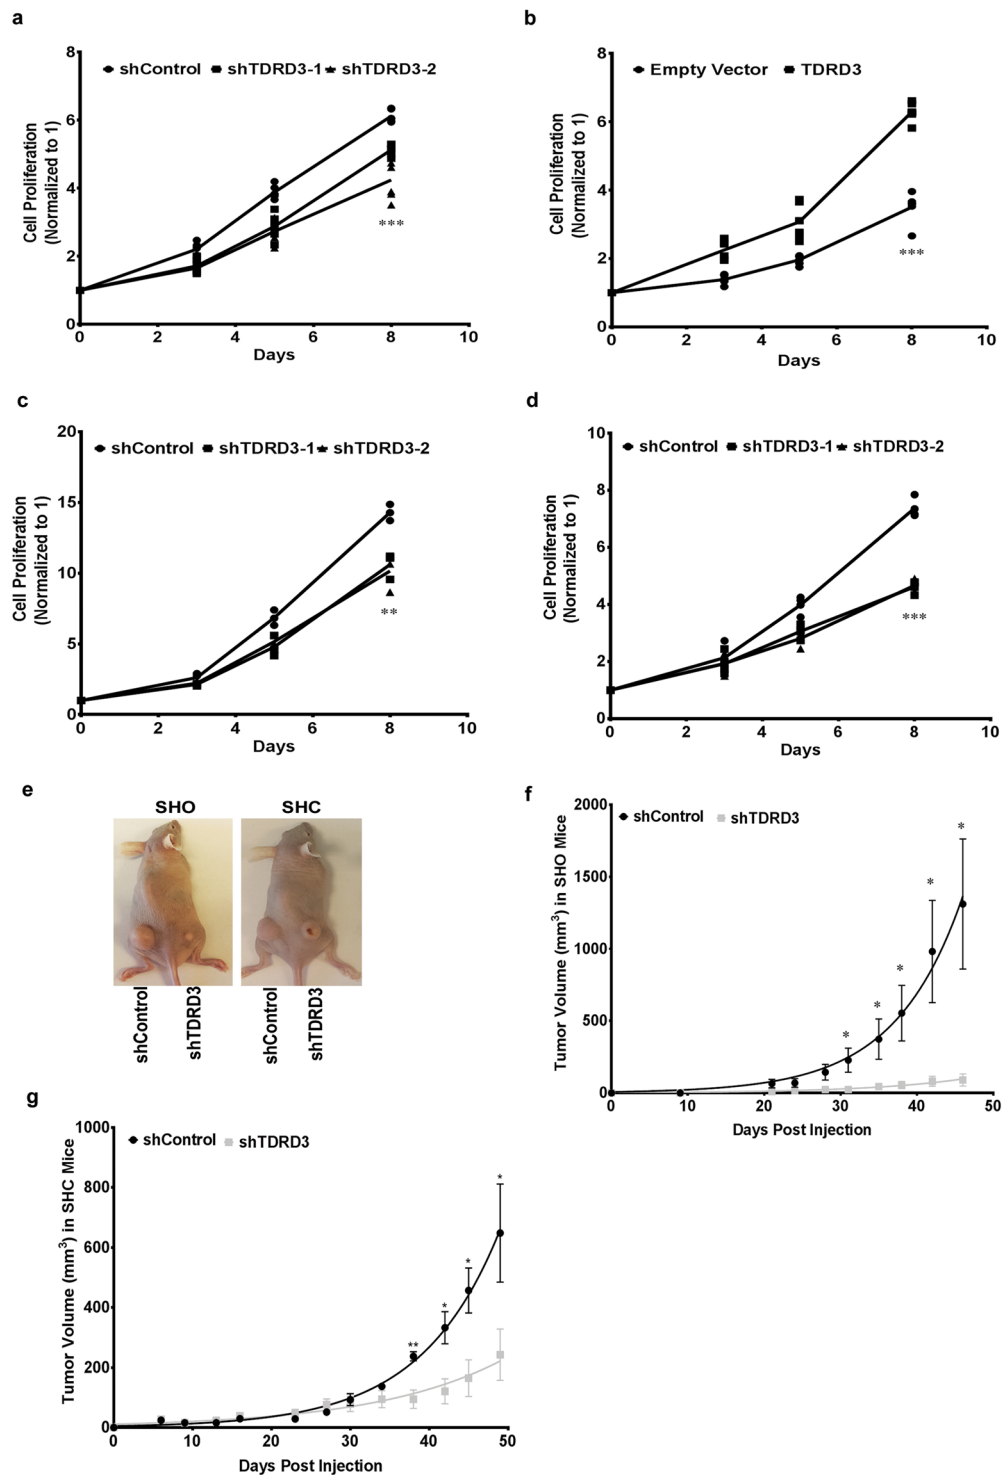 a
shControl shTDRD3-1 shTDRD3-2
Cell Proliferation
(Normalized to 1)
8
6
4
2
0
0 2 4 6 8 10
Days
***
b
Empty Vector TDRD3
Cell Proliferation
(Normalized to 1)
8
6
4
2
0
0 2 4 6 8 10
Days
***
c
shControl shTDRD3-1 shTDRD3-2
Cell Proliferation
(Normalized to 1)
20
15
10
5
0
0 2 4 6 8 10
Days
**
d
shControl shTDRD3-1 shTDRD3-2
Cell Proliferation
(Normalized to 1)
10
8
6
4
2
0
0 2 4 6 8 10
Days
***
e
SHO SHC
shControl shTDRD3 shControl shTDRD3
f
shControl shTDRD3
Tumor Volume (mm³) in SHO Mice
2000
1500
1000
500
0
0 10 20 30 40 50
Days Post Injection
* * * * *
g
shControl shTDRD3
Tumor Volume (mm³) in SHC Mice
1000
800
600
400
200
0
0 10 20 30 40 50
Days Post Injection
** * * *